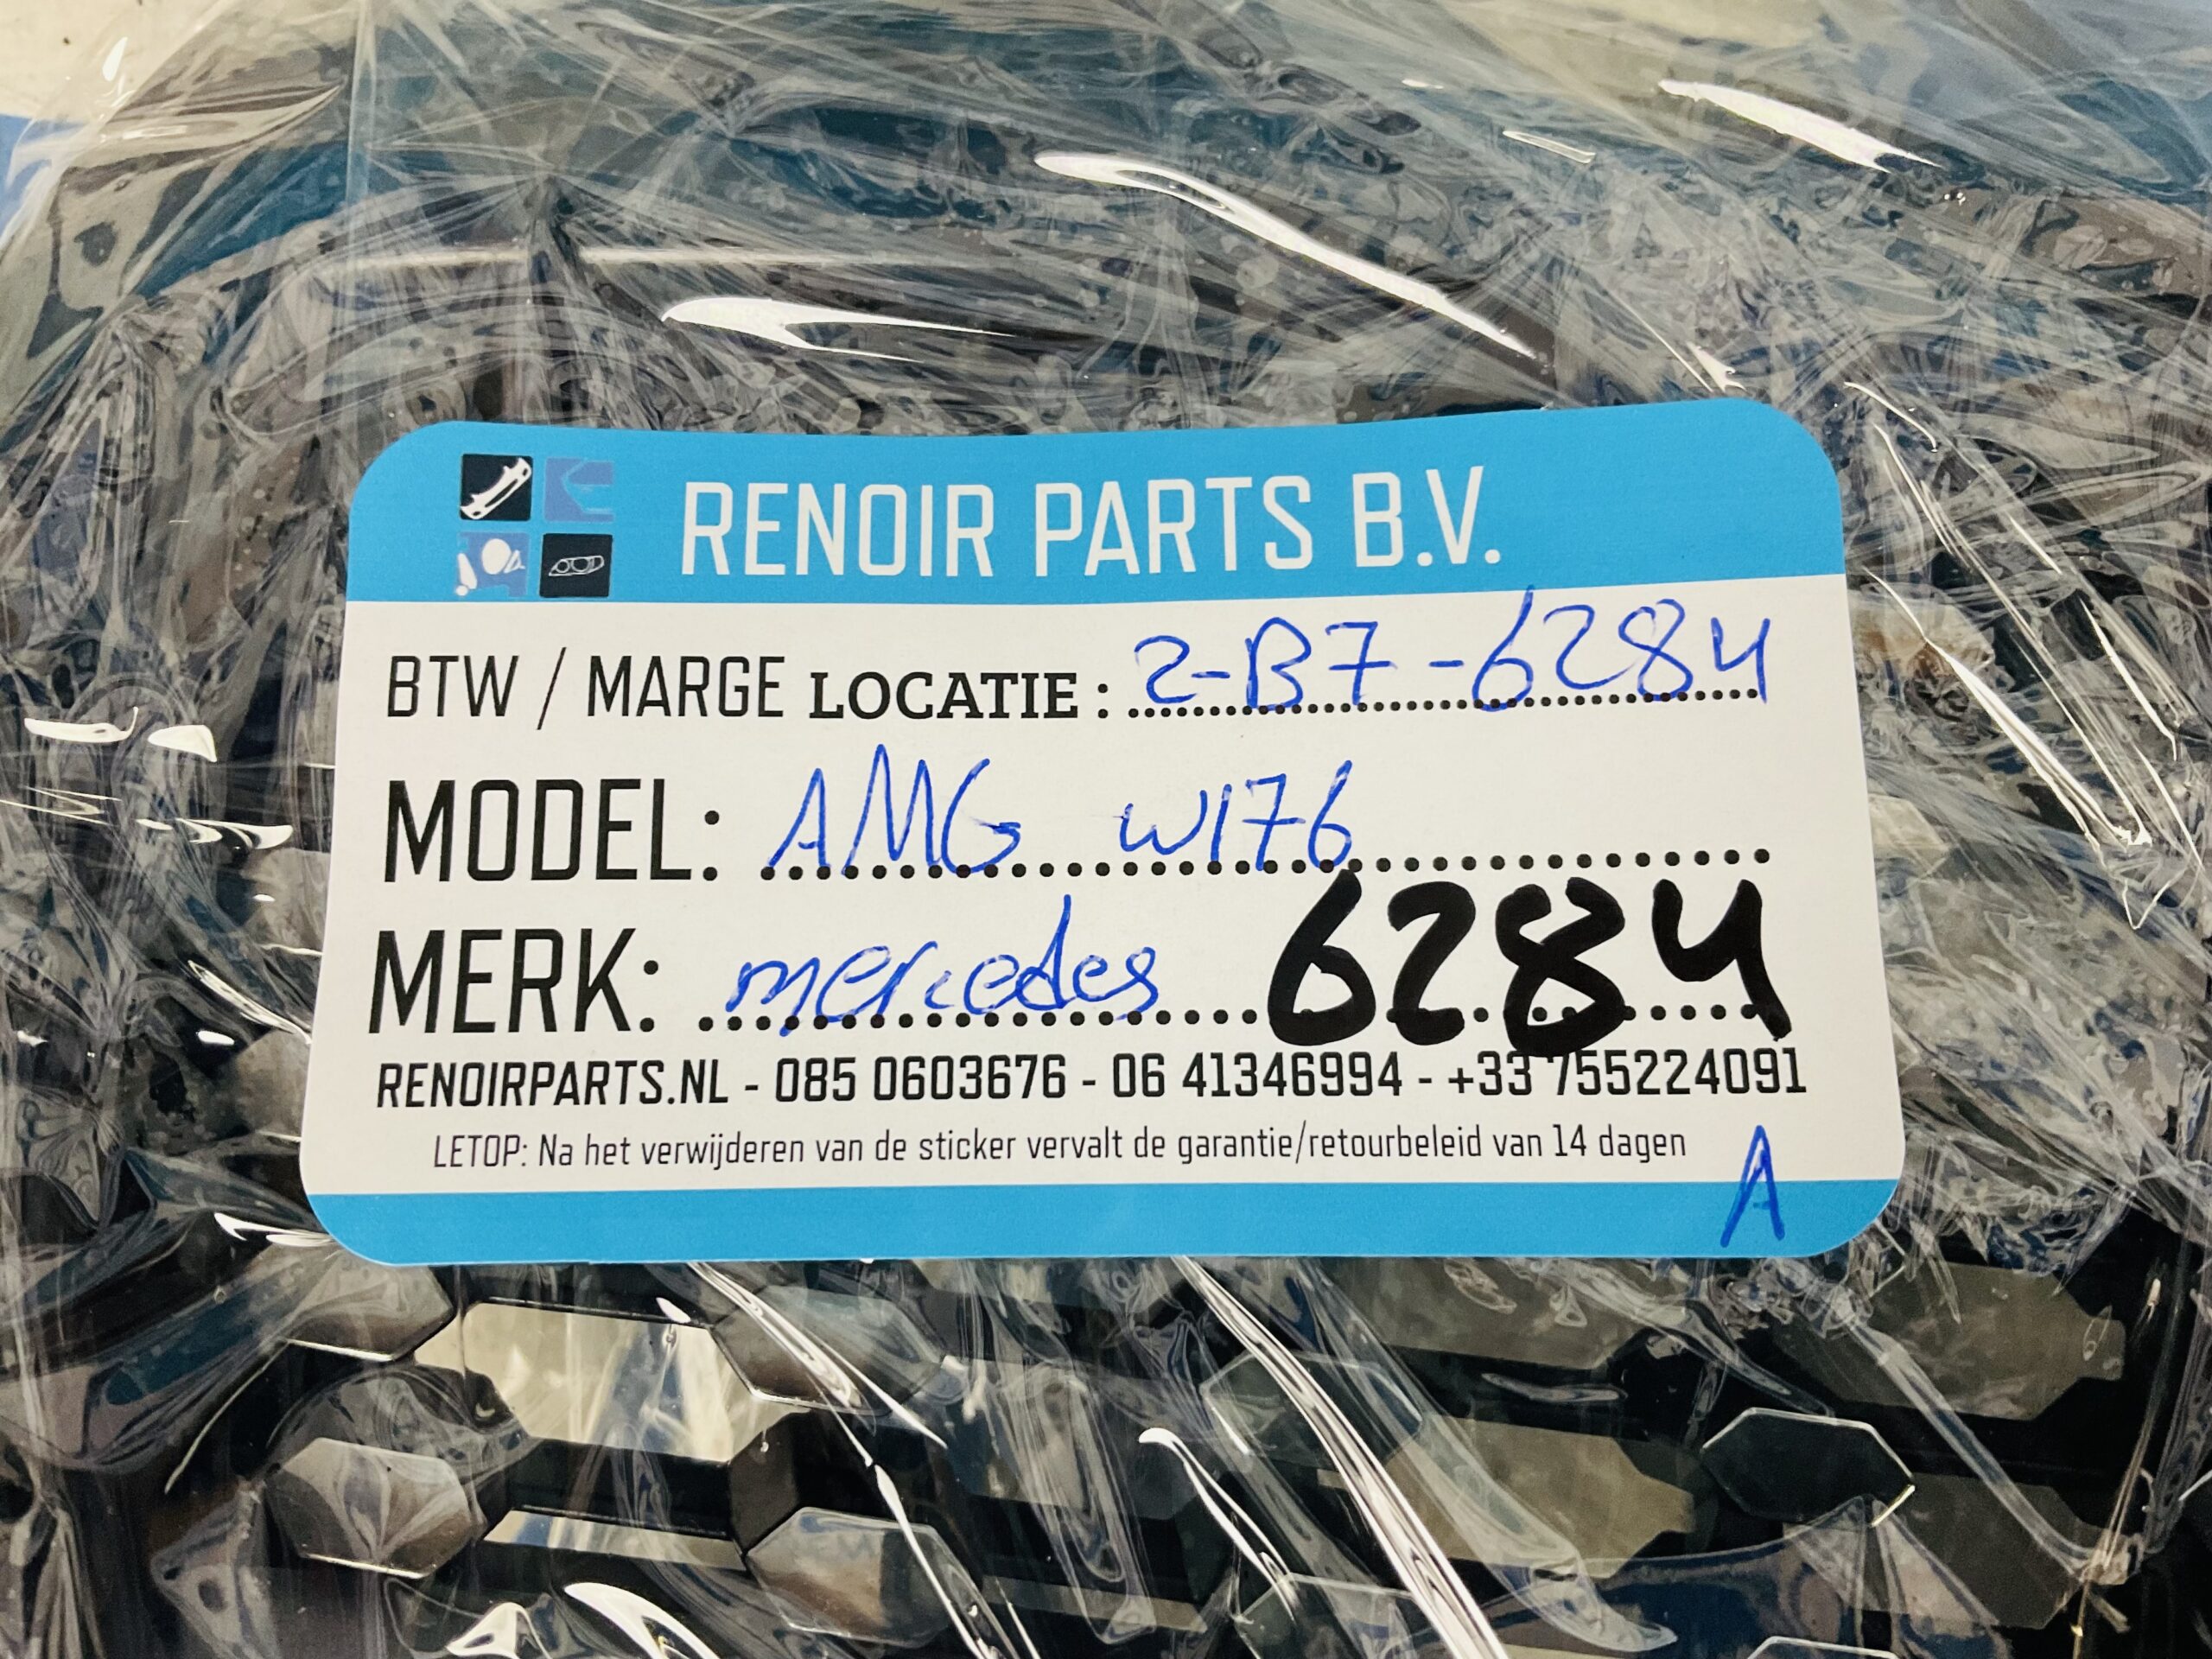 RENOIR PARTS B.V.
BTW / MARGE LOCATIE : 2-B7-6284
MODEL: AMG W176
MERK: mercedes 6284
RENOIRPARTS.NL - 085 0603676 - 06 41346994 - +33 755224091
LETOP: Na het verwijderen van de sticker vervalt de garantie/retourbeleid van 14 dagen
A